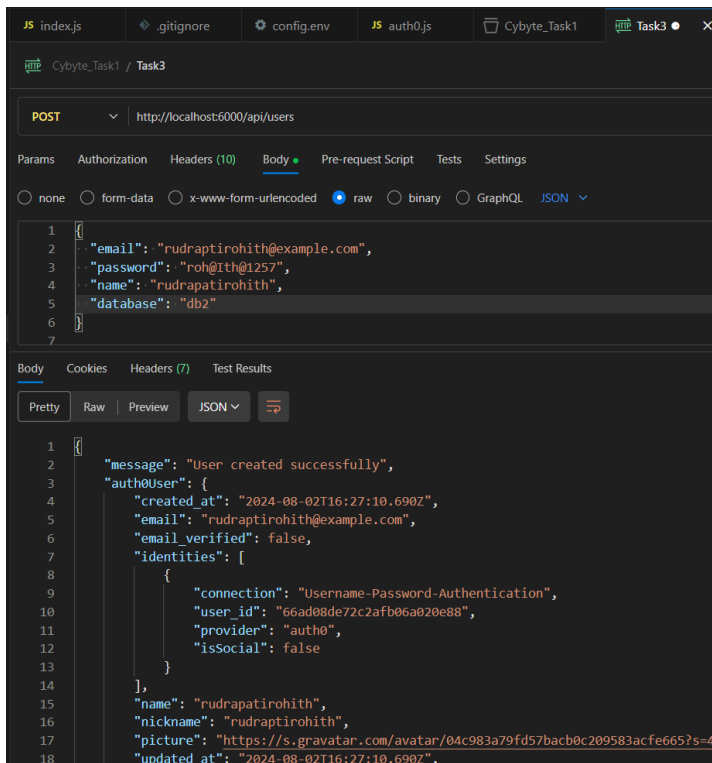 JS index.js .gitignore config.env JS auth0.js Cybyte_Task1 HTTP Task3
HTTP Cybyte_Task1 / Task3
POST http://localhost:6000/api/users
Params Authorization Headers (10) Body Pre-request Script Tests Settings
none form-data x-www-form-urlencoded raw binary GraphQL JSON
1 {
2 "email": "rudraptirohith@example.com",
3 "password": "roh@Ith@1257",
4 "name": "rudrapatirohith",
5 "database": "db2"
6 }
7
Body Cookies Headers (7) Test Results
Pretty Raw Preview JSON
1 {
2 "message": "User created successfully",
3 "auth0User": {
4 "created_at": "2024-08-02T16:27:10.690Z",
5 "email": "rudraptirohith@example.com",
6 "email_verified": false,
7 "identities": [
8 {
9 "connection": "Username-Password-Authentication",
10 "user_id": "66ad08de72c2afb06a020e88",
11 "provider": "auth0",
12 "isSocial": false
13 }
14 ],
15 "name": "rudrapatirohith",
16 "nickname": "rudraptirohith",
17 "picture": "https://s.gravatar.com/avatar/04c983a79fd57bacb0c209583acfe665?s=4
18 "updated_at": "2024-08-02T16:27:10.690Z",